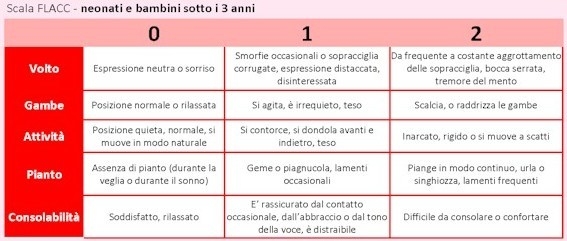 Scala FLACC - neonati e bambini sotto i 3 anni
0 1 2
Volto
Espressione neutra o sorriso
Smorfie occasionali o sopracciglia
corrugate, espressione distaccata,
disinteressata
Da frequente a costante aggrottamento
delle sopracciglia, bocca serrata,
tremore del mento
Gambe
Posizione normale o rilassata
Si agita, è irrequieto, teso
Scalcia, o raddrizza le gambe
Attività
Posizione quieta, normale, si
muove in modo naturale
Si contorce, si dondola avanti e
indietro, teso
Inarcato, rigido o si muove a scatti
Pianto
Assenza di pianto (durante la
veglia o durante il sonno)
Geme o piagnucola, lamenti
occasionali
Piange in modo continuo, urla o
singhiozza, lamenti frequenti
Consolabilità
Soddisfatto, rilassato
E' rassicurato dal contatto
occasionale, dall'abbraccio o dal tono
della voce, è distraibile
Difficile da consolare o confortare